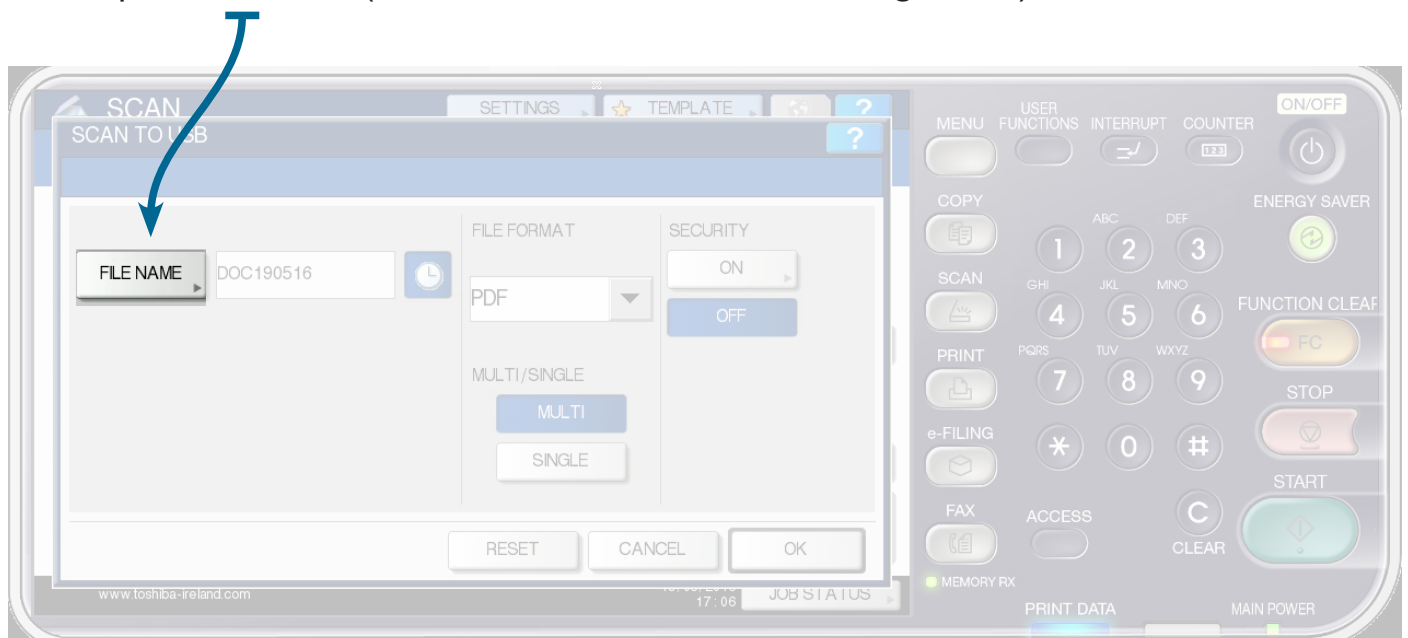 SCAN SETTINGS TEMPLATE ?
SCAN TO USB ?
FILE NAME DOC190516
FILE FORMAT
PDF
MULTI/SINGLE
MULTI
SINGLE
SECURITY
ON
OFF
RESET CANCEL OK
www.toshiba-ireland.com
17:06 JOB STATUS
MENU
USER
FUNCTIONS
INTERRUPT
COUNTER
123
ON/OFF
ENERGY SAVER
COPY
SCAN
PRINT
e-FILING
FAX
MEMORY RX
ABC DEF
1 2 3
GHI JKL MNO
4 5 6
PQRS TUV WXYZ
7 8 9
* 0 #
ACCESS
C
CLEAR
FUNCTION CLEAR
FC
STOP
START
PRINT DATA
MAIN POWER